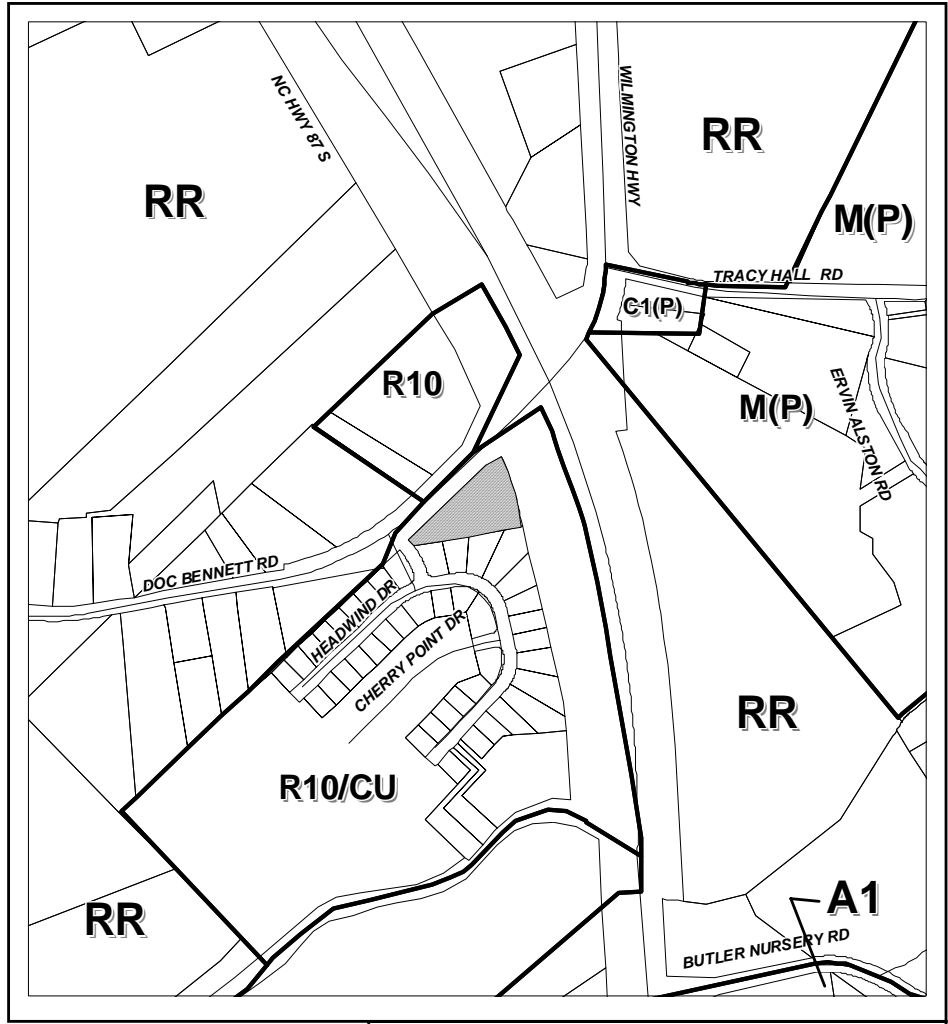 NC HWY 87 S
WILMINGTON HWY
RR
RR
M(P)
TRACY HALL RD
C1(P)
R10
M(P)
ERVIN ALSTON RD
DOC BENNETT RD
HEADWIND DR
CHERRY POINT DR
RR
R10/CU
A1
RR
BUTLER NURSERY RD